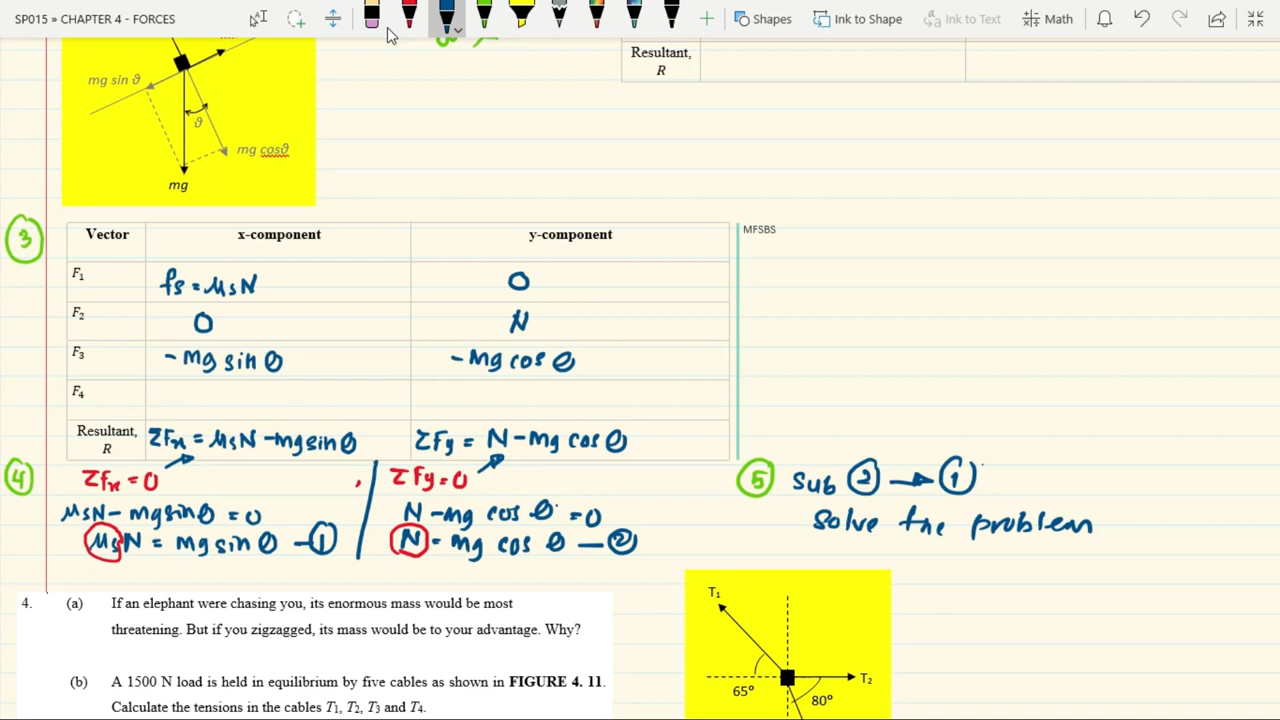 SP015 » CHAPTER 4 - FORCES
Shapes
Ink to Shape
Ink to Text
Math
Resultant,
R
mg sin ϑ
ϑ
mg cosϑ
mg
3
Vector x-component y-component
MFSBS
F₁ fs = μsN 0
F₂ 0 N
F₃ -mg sin θ -mg cos θ
F₄
Resultant, R ΣFx = μsN - mg sin θ ΣFy = N - mg cos θ
4 ΣFx = 0 , ΣFy = 0
μsN - mg sin θ = 0 N - mg cos θ = 0
μsN = mg sin θ — 1 N = mg cos θ — 2
5 Sub 2 → 1
Solve the problem
4. (a) If an elephant were chasing you, its enormous mass would be most
threatening. But if you zigzagged, its mass would be to your advantage. Why?
(b) A 1500 N load is held in equilibrium by five cables as shown in FIGURE 4. 11.
Calculate the tensions in the cables T₁, T₂, T₃ and T₄.
T₁
T₂
65°
80°